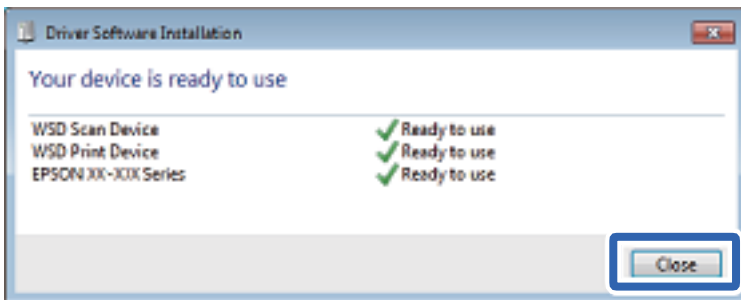 Driver Software Installation
Your device is ready to use
WSD Scan Device Ready to use
WSD Print Device Ready to use
EPSON XX-XXX Series Ready to use
Close